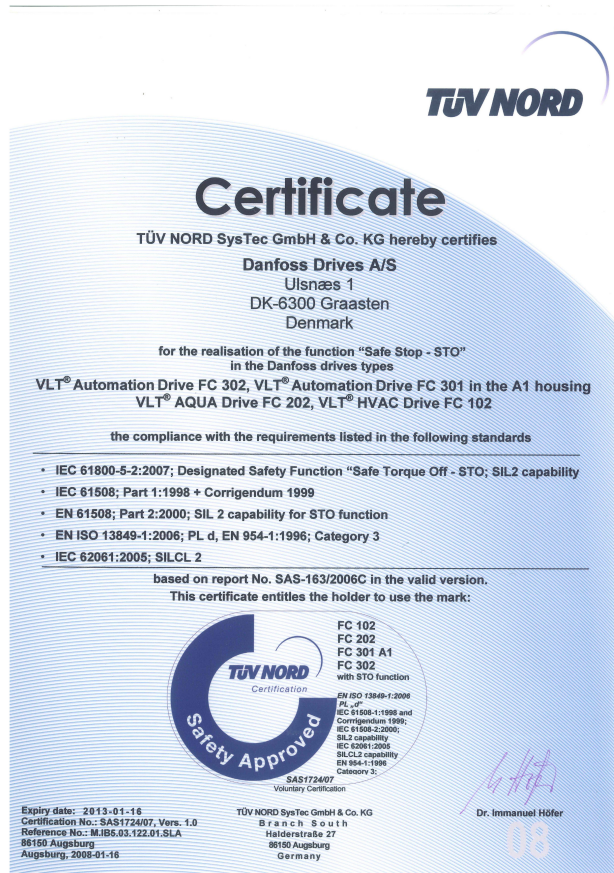 TÜV NORD
Certificate
TÜV NORD SysTec GmbH & Co. KG hereby certifies
Danfoss Drives A/S
Ulsnæs 1
DK-6300 Graasten
Denmark
for the realisation of the function "Safe Stop - STO"
in the Danfoss drives types
VLT® Automation Drive FC 302, VLT® Automation Drive FC 301 in the A1 housing
VLT® AQUA Drive FC 202, VLT® HVAC Drive FC 102
the compliance with the requirements listed in the following standards
• IEC 61800-5-2:2007; Designated Safety Function "Safe Torque Off - STO; SIL2 capability
• IEC 61508; Part 1:1998 + Corrigendum 1999
• EN 61508; Part 2:2000; SIL 2 capability for STO function
• EN ISO 13849-1:2006; PL d, EN 954-1:1996; Category 3
• IEC 62061:2005; SILCL 2
based on report No. SAS-163/2006C in the valid version.
This certificate entitles the holder to use the mark:
TÜV NORD
Certification
Safety Approved
FC 102
FC 202
FC 301 A1
FC 302
with STO function
EN ISO 13849-1:2006
PL „d"
IEC 61508-1:1998 and
Corrrigendum 1999;
IEC 61508-2:2000;
SIL2 capability
IEC 62061:2005
SILCL2 capability
EN 954-1:1996
Category 3;
SAS1724/07
Voluntary Certification
Expiry date: 2013-01-16
Certification No.: SAS1724/07, Vers. 1.0
Reference No.: M.IB5.03.122.01.SLA
86150 Augsburg
Augsburg, 2008-01-16
TÜV NORD SysTec GmbH & Co. KG
Branch South
Halderstraße 27
86150 Augsburg
Germany
Dr. Immanuel Höfer
08